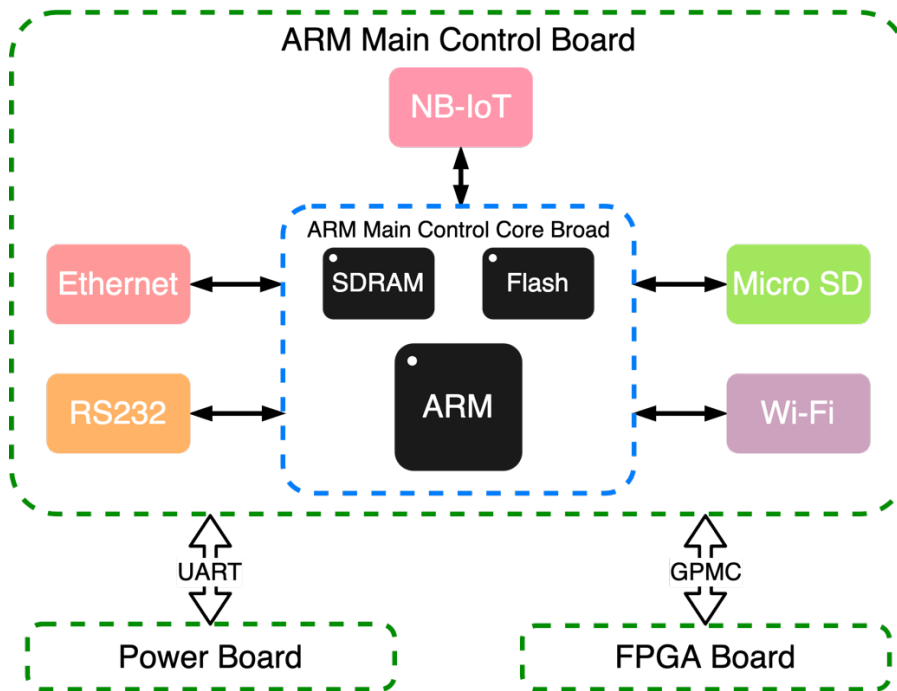 ARM Main Control Board
NB-IoT
ARM Main Control Core Broad
SDRAM
Flash
Ethernet
Micro SD
ARM
RS232
Wi-Fi
UART
GPMC
Power Board
FPGA Board